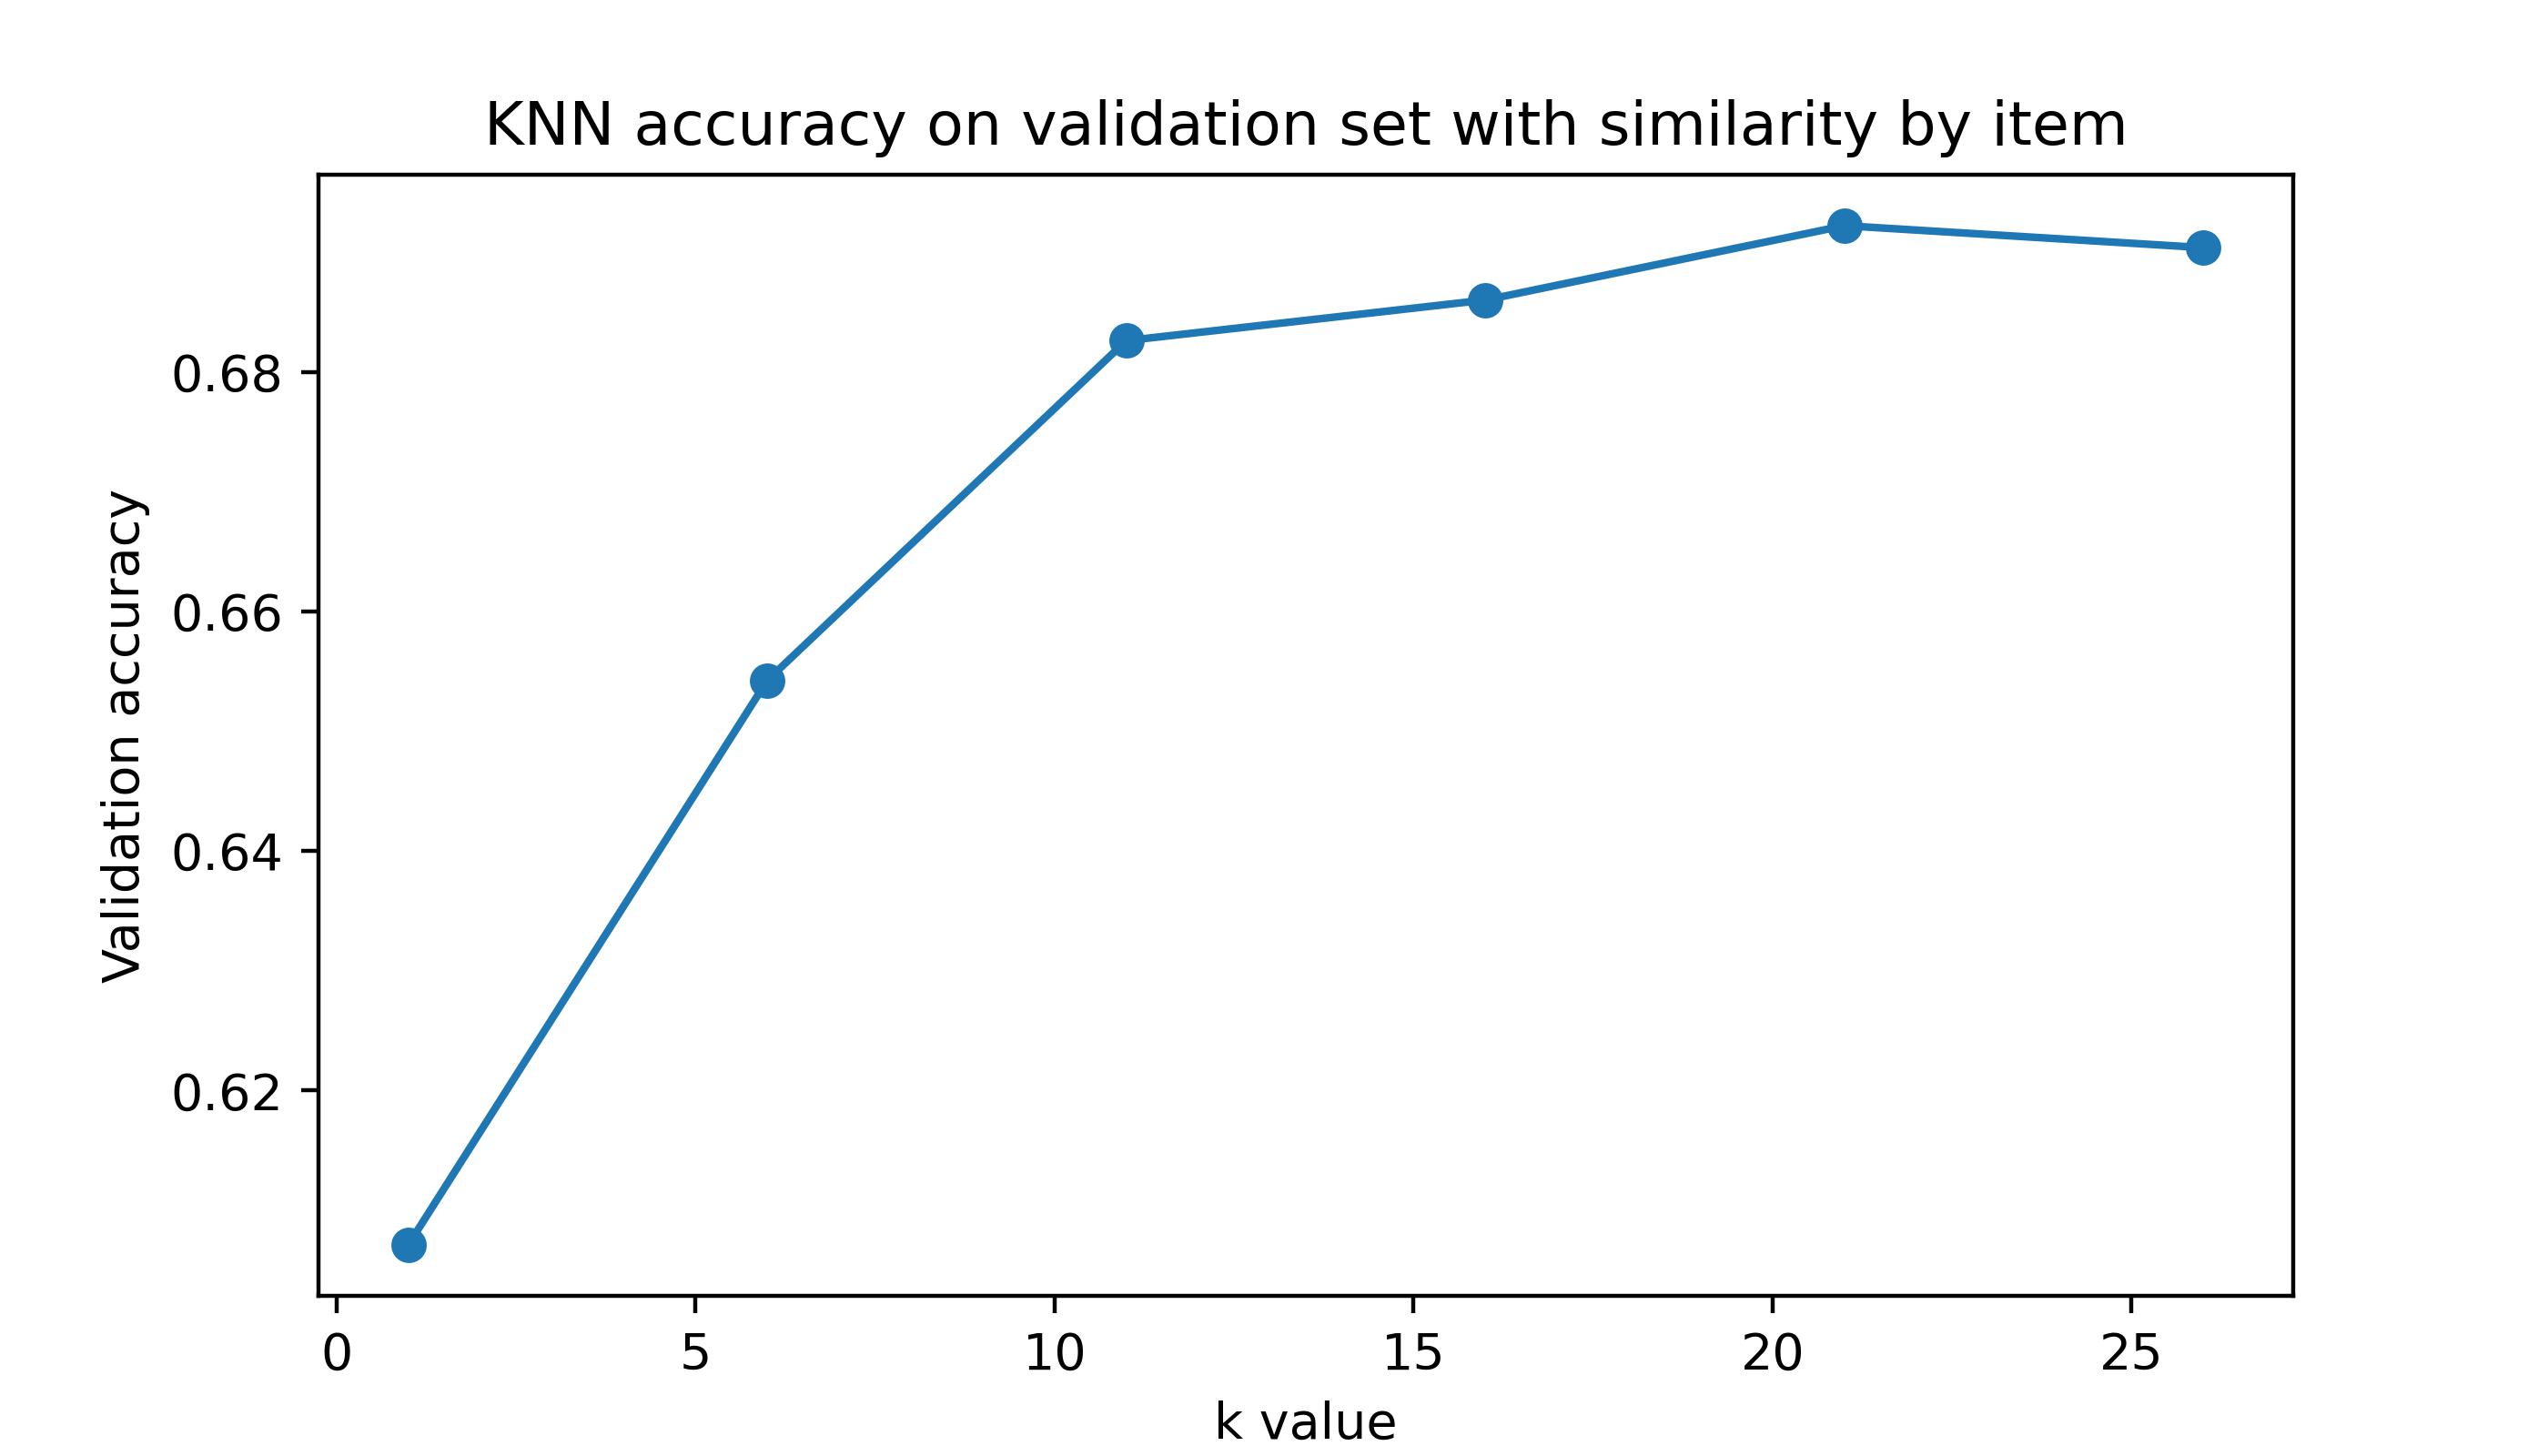 KNN accuracy on validation set with similarity by item
Validation accuracy
0.68
0.66
0.64
0.62
0 5 10 15 20 25
k value